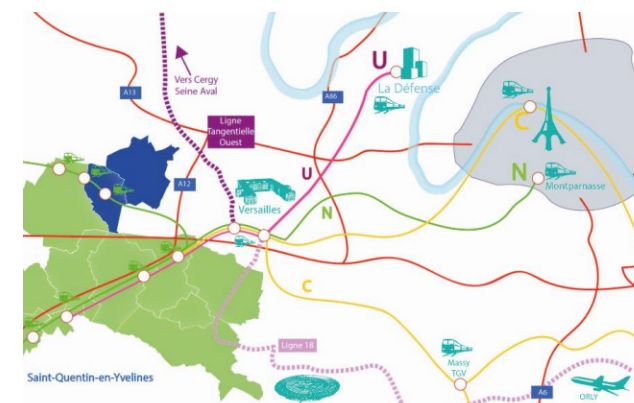 Vers Cergy
Seine Aval
A13
A86
U
La Défense
Ligne
Tangentielle
Ouest
C
A12
U
N
Montparnasse
Versailles
N
C
Ligne 18
Massy
TGV
Saint-Quentin-en-Yvelines
A6
ORLY